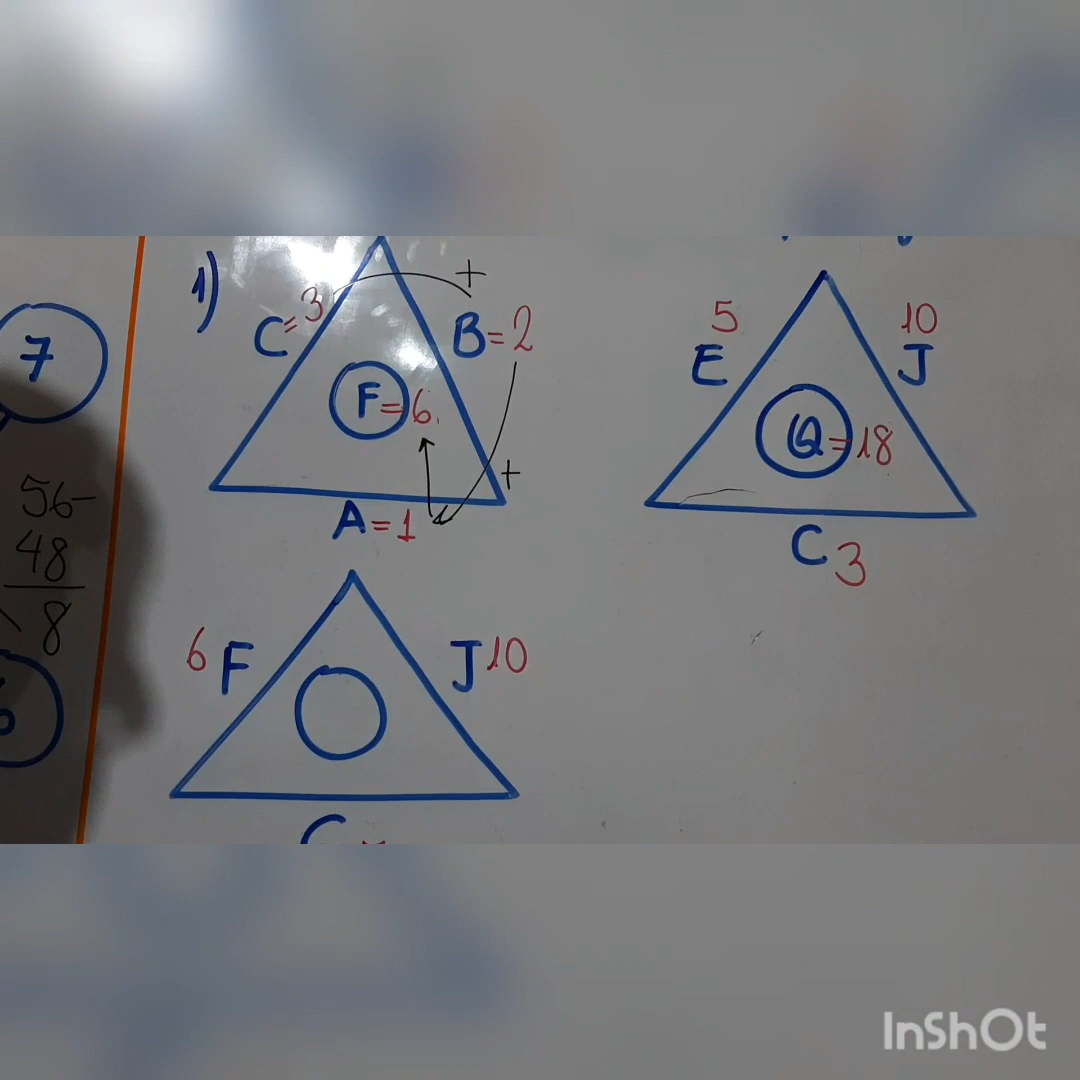 7
56-
48
8
1)
C=3
+
B=2
F=6.
+
A=1
5
10
E
J
Q=18
C 3
6 F
J 10
InShOt